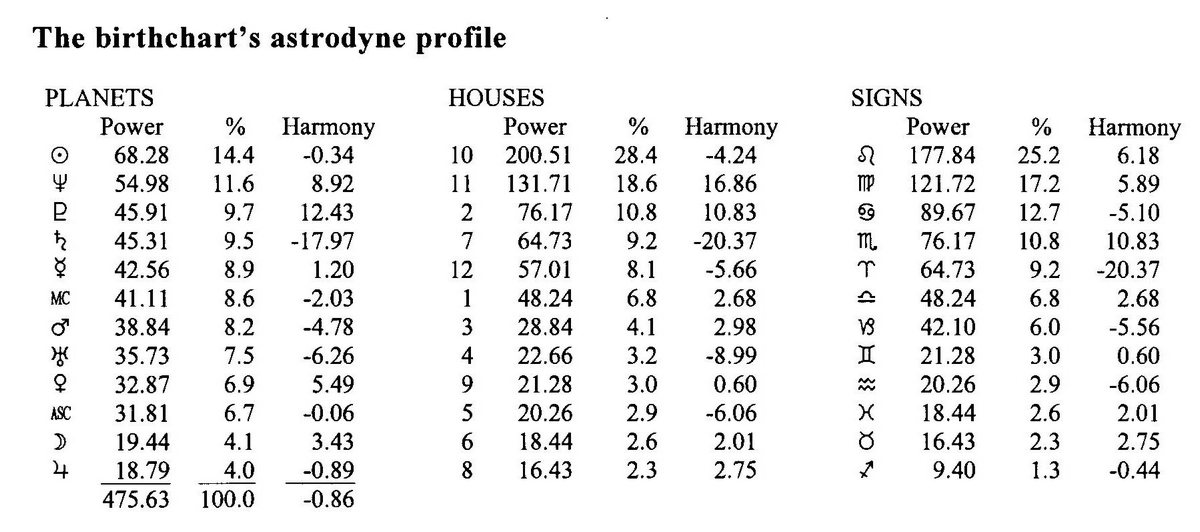 The birthchart's astrodyne profile
PLANETS HOUSES SIGNS
Power % Harmony Power % Harmony Power % Harmony
☉ 68.28 14.4 -0.34 10 200.51 28.4 -4.24 ♌ 177.84 25.2 6.18
♆ 54.98 11.6 8.92 11 131.71 18.6 16.86 ♍ 121.72 17.2 5.89
♇ 45.91 9.7 12.43 2 76.17 10.8 10.83 ♋ 89.67 12.7 -5.10
♄ 45.31 9.5 -17.97 7 64.73 9.2 -20.37 ♏ 76.17 10.8 10.83
☿ 42.56 8.9 1.20 12 57.01 8.1 -5.66 ♈ 64.73 9.2 -20.37
MC 41.11 8.6 -2.03 1 48.24 6.8 2.68 ♎ 48.24 6.8 2.68
♂ 38.84 8.2 -4.78 3 28.84 4.1 2.98 ♑ 42.10 6.0 -5.56
♅ 35.73 7.5 -6.26 4 22.66 3.2 -8.99 ♊ 21.28 3.0 0.60
♀ 32.87 6.9 5.49 9 21.28 3.0 0.60 ♒ 20.26 2.9 -6.06
ASC 31.81 6.7 -0.06 5 20.26 2.9 -6.06 ♓ 18.44 2.6 2.01
☽ 19.44 4.1 3.43 6 18.44 2.6 2.01 ♉ 16.43 2.3 2.75
♃ 18.79 4.0 -0.89 8 16.43 2.3 2.75 ♐ 9.40 1.3 -0.44
475.63 100.0 -0.86